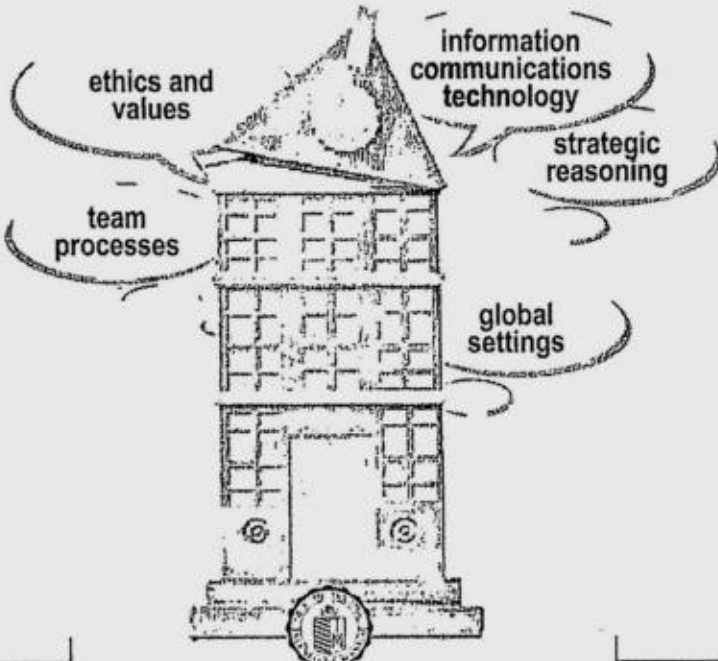 ethics and
values
information
communications
technology
strategic
reasoning
team
processes
global
settings